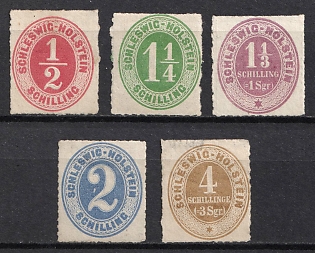 SCHLESWIG-HOLSTEIN
1/2
SCHILLING
SCHLESWIG-HOLSTEIN
1 1/4
SCHILLING
SCHLESWIG-HOLSTEIN
1 1/3
SCHILLING
=1 Sgr.
SCHLESWIG-HOLSTEIN
2
SCHILLING
SCHLESWIG-HOLSTEIN
4
SCHILLINGE
=3 Sgr.